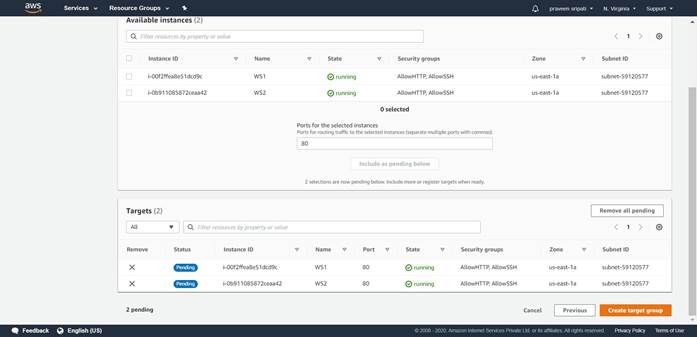 aws Services Resource Groups praveen sripati N. Virginia Support
Available instances (2)
Filter resources by property or value 1
Instance ID Name State Security groups Zone Subnet ID
i-00f2ffea8e51dcd9c WS1 running AllowHTTP, AllowSSH us-east-1a subnet-59120577
i-0b911085872ceaa42 WS2 running AllowHTTP, AllowSSH us-east-1a subnet-59120577
0 selected
Ports for the selected instances
Ports for routing traffic to the selected instances (separate multiple ports with commas).
80
Include as pending below
2 selections are now pending below. Include more or register targets when ready.
Targets (2) Remove all pending
All Filter resources by property or value 1
Remove Status Instance ID Name Port State Security groups Zone Subnet ID
Pending i-00f2ffea8e51dcd9c WS1 80 running AllowHTTP, AllowSSH us-east-1a subnet-59120577
Pending i-0b911085872ceaa42 WS2 80 running AllowHTTP, AllowSSH us-east-1a subnet-59120577
2 pending Cancel Previous Create target group
Feedback English (US) © 2008 - 2020, Amazon Internet Services Private Ltd. or its affiliates. All rights reserved. Privacy Policy Terms of Use